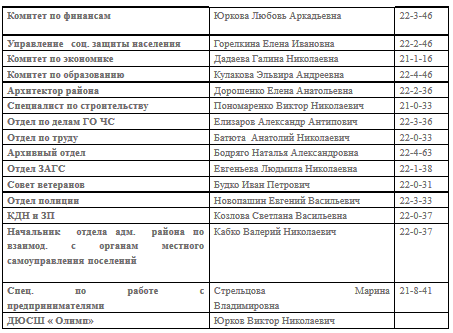 Комитет по финансам Юркова Любовь Аркадьевна 22-3-46
Управление соц. защиты населения Горелкина Елена Ивановна 22-2-46
Комитет по экономике Дадаева Галина Николаевна 21-1-16
Комитет по образованию Кулакова Эльвира Андреевна 22-4-46
Архитектор района Дорошенко Елена Анатольевна 22-2-36
Специалист по строительству Пономаренко Виктор Николаевич 21-0-33
Отдел по делам ГО ЧС Елизаров Александр Антипович 22-3-36
Отдел по труду Батюта Анатолий Николаевич 22-0-33
Архивный отдел Бодряго Наталья Александровна 22-4-63
Отдел ЗАГС Евгеньева Людмила Николаевна 22-1-38
Совет ветеранов Будко Иван Петрович 22-0-31
Отдел полиции Новопашин Евгений Васильевич 22-3-33
КДН и ЗП Козлова Светлана Васильевна 22-0-37
Начальник отдела адм. района по Кабко Валерий Николаевич 22-0-37
взаимод. с органам местного
самоуправления поселений
Спец. по работе с Стрельцова Марина 21-8-41
предпринимателями Владимировна
ДЮСШ « Олимп» Юрков Виктор Николаевич